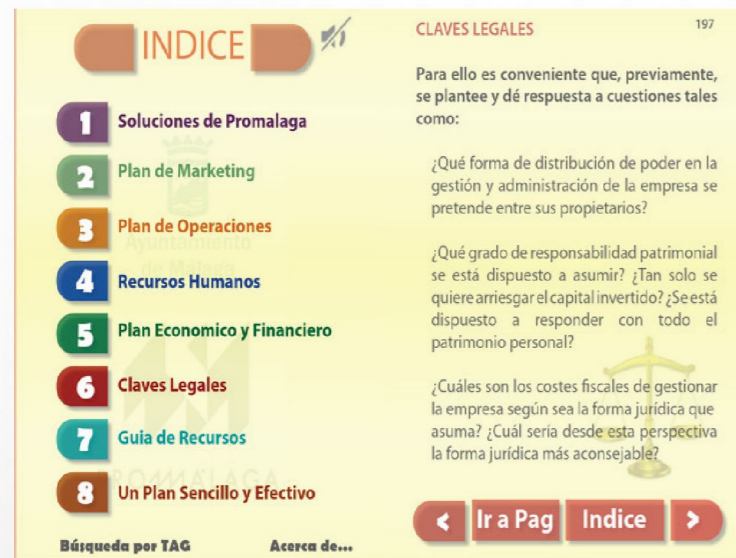 INDICE
1 Soluciones de Promalaga
2 Plan de Marketing
3 Plan de Operaciones
Ayuntamiento
de Málaga
4 Recursos Humanos
5 Plan Economico y Financiero
6 Claves Legales
7 Guia de Recursos
PROMÁLAGA
8 Un Plan Sencillo y Efectivo
Búsqueda por TAG
Acerca de...
CLAVES LEGALES
197
Para ello es conveniente que, previamente,
se plantee y dé respuesta a cuestiones tales
como:
¿Qué forma de distribución de poder en la
gestión y administración de la empresa se
pretende entre sus propietarios?
¿Qué grado de responsabilidad patrimonial
se está dispuesto a asumir? ¿Tan solo se
quiere arriesgar el capital invertido? ¿Se está
dispuesto a responder con todo el
patrimonio personal?
¿Cuáles son los costes fiscales de gestionar
la empresa según sea la forma jurídica que
asuma? ¿Cuál sería desde esta perspectiva
la forma jurídica más aconsejable?
< Ir a Pag Indice >